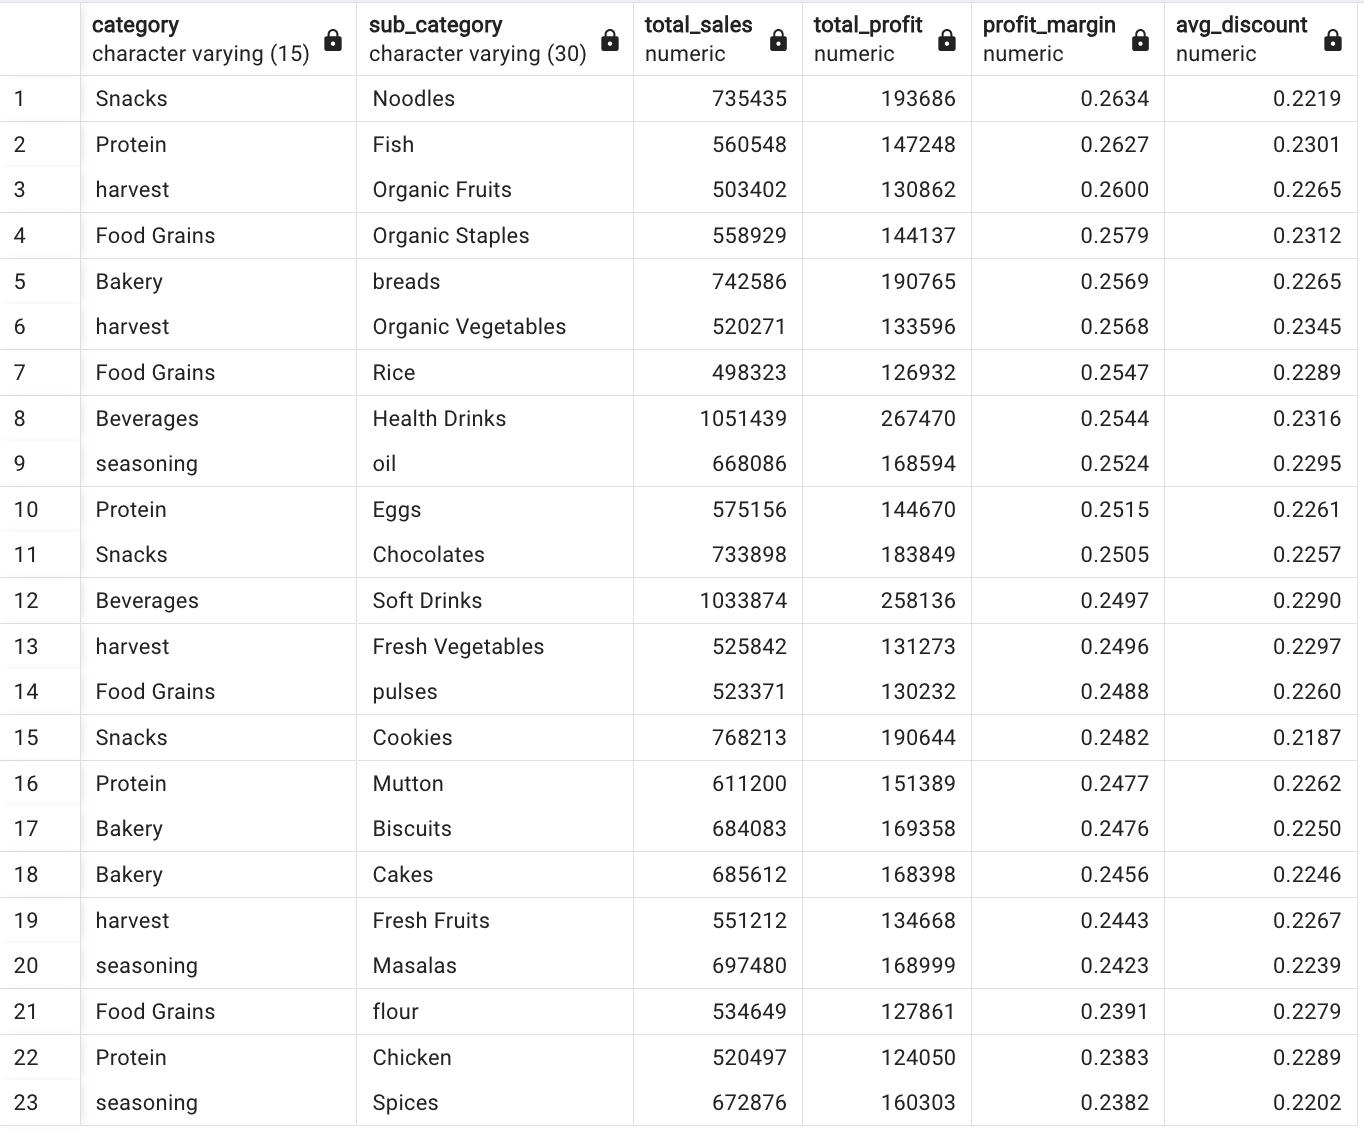 category sub_category total_sales total_profit profit_margin avg_discount
character varying (15) character varying (30) numeric numeric numeric numeric
1 Snacks Noodles 735435 193686 0.2634 0.2219
2 Protein Fish 560548 147248 0.2627 0.2301
3 harvest Organic Fruits 503402 130862 0.2600 0.2265
4 Food Grains Organic Staples 558929 144137 0.2579 0.2312
5 Bakery breads 742586 190765 0.2569 0.2265
6 harvest Organic Vegetables 520271 133596 0.2568 0.2345
7 Food Grains Rice 498323 126932 0.2547 0.2289
8 Beverages Health Drinks 1051439 267470 0.2544 0.2316
9 seasoning oil 668086 168594 0.2524 0.2295
10 Protein Eggs 575156 144670 0.2515 0.2261
11 Snacks Chocolates 733898 183849 0.2505 0.2257
12 Beverages Soft Drinks 1033874 258136 0.2497 0.2290
13 harvest Fresh Vegetables 525842 131273 0.2496 0.2297
14 Food Grains pulses 523371 130232 0.2488 0.2260
15 Snacks Cookies 768213 190644 0.2482 0.2187
16 Protein Mutton 611200 151389 0.2477 0.2262
17 Bakery Biscuits 684083 169358 0.2476 0.2250
18 Bakery Cakes 685612 168398 0.2456 0.2246
19 harvest Fresh Fruits 551212 134668 0.2443 0.2267
20 seasoning Masalas 697480 168999 0.2423 0.2239
21 Food Grains flour 534649 127861 0.2391 0.2279
22 Protein Chicken 520497 124050 0.2383 0.2289
23 seasoning Spices 672876 160303 0.2382 0.2202